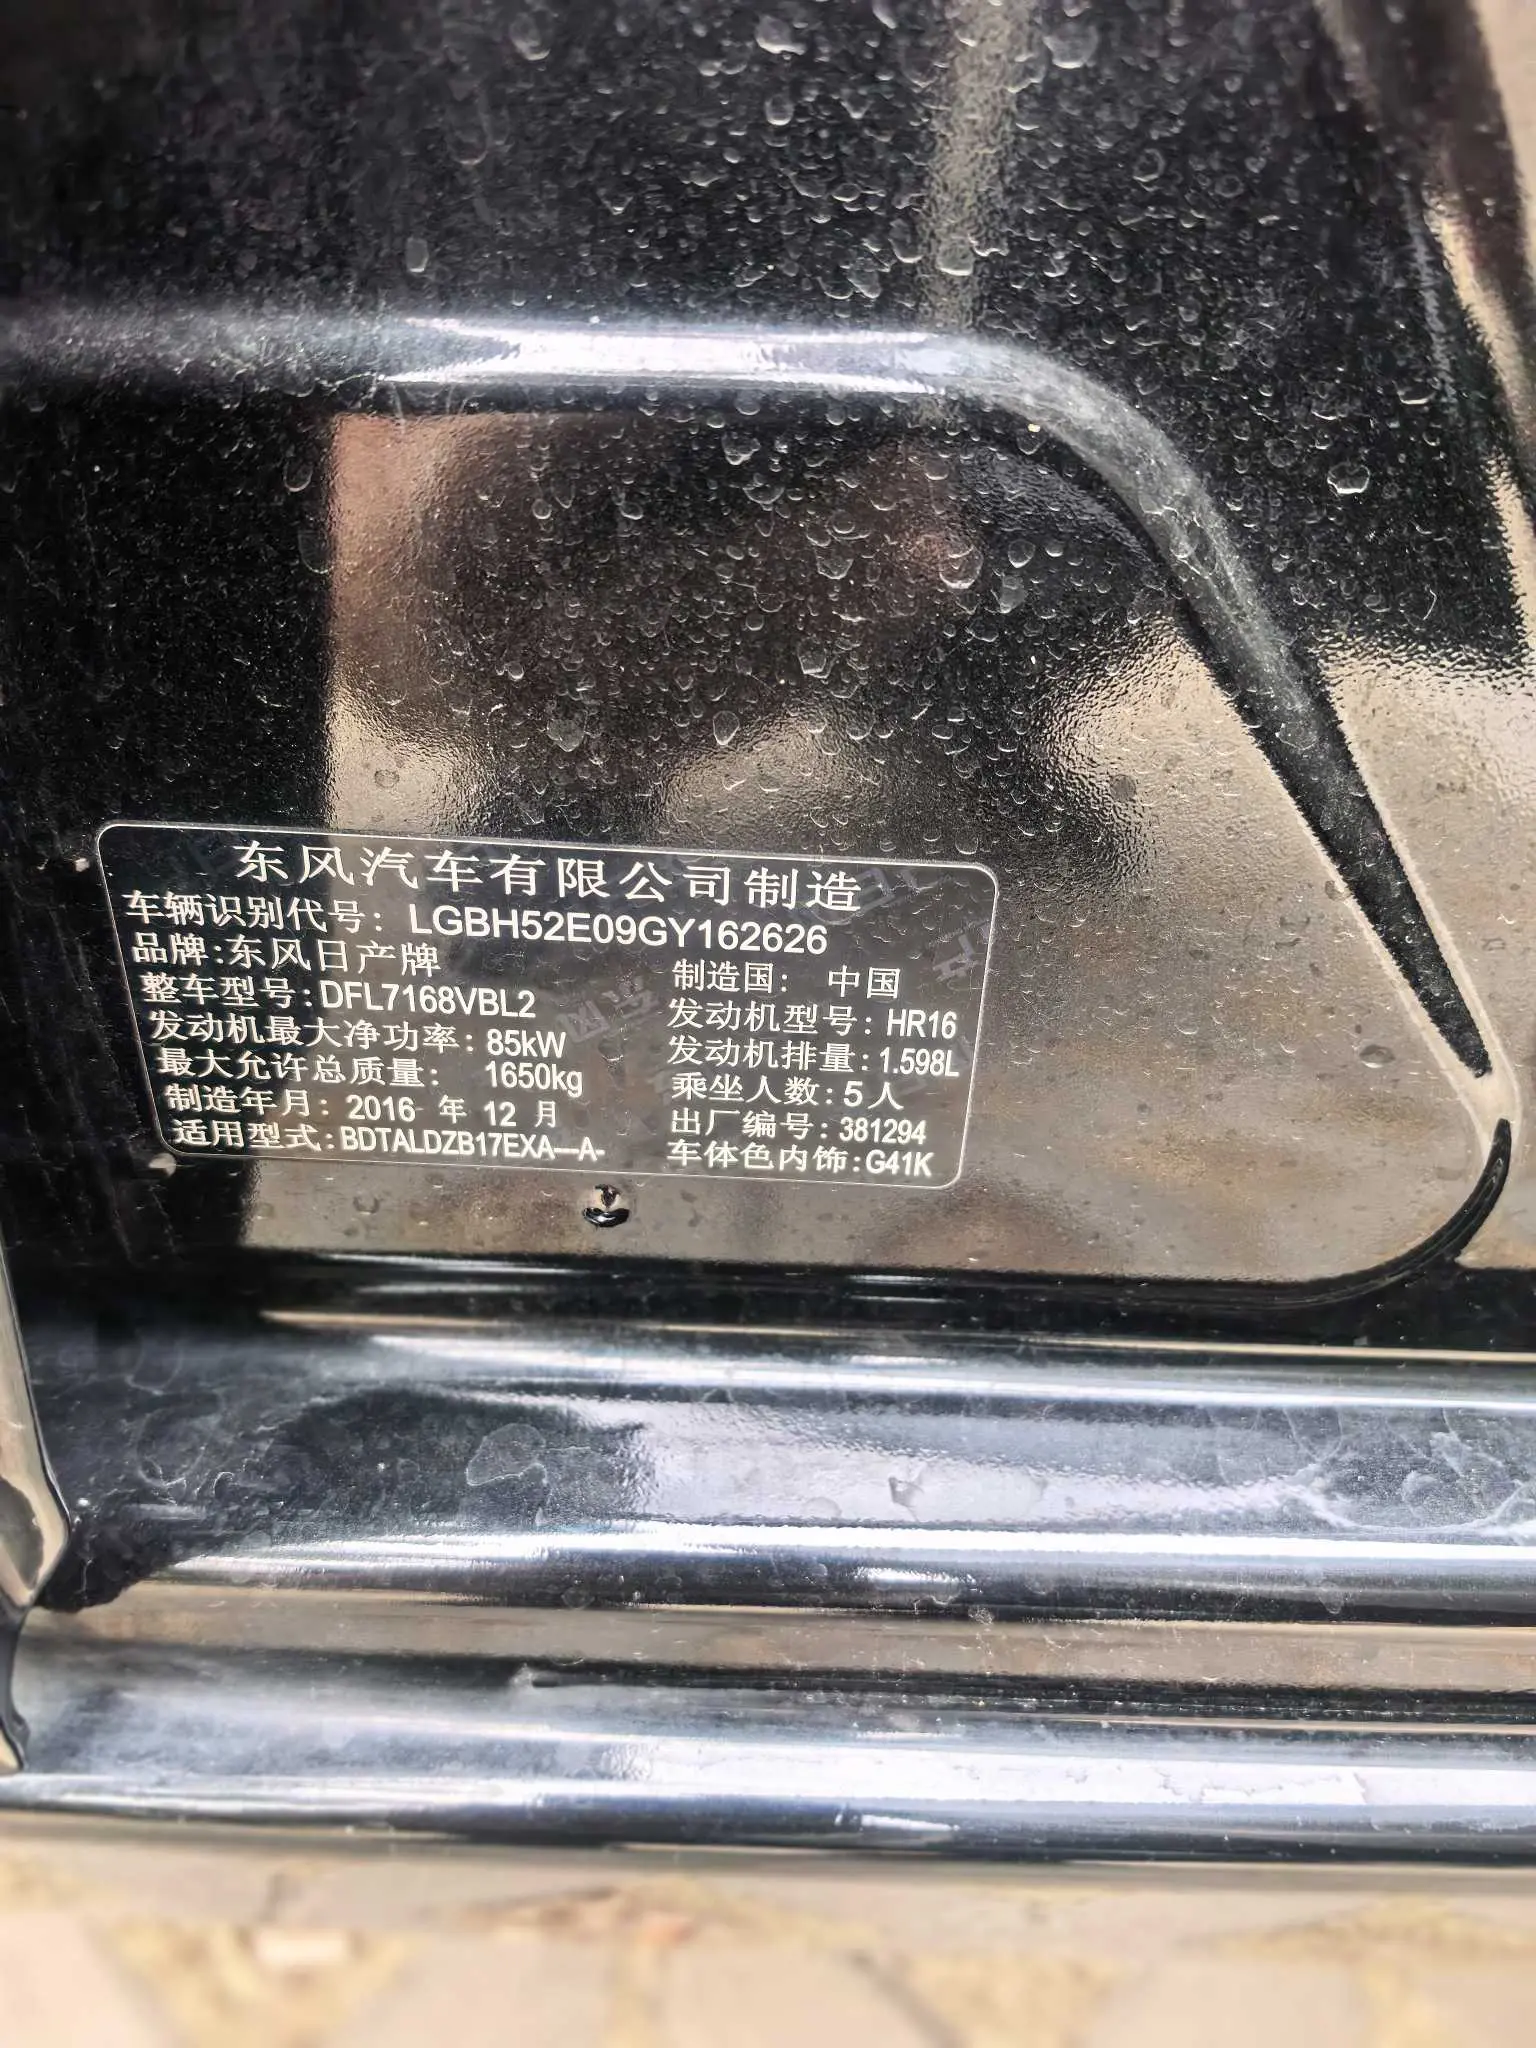 东风汽车有限公司制造
车辆识别代号: LGBH52E09GY162626
品牌:东风日产牌 制造国: 中国
整车型号:DFL7168VBL2 发动机型号:HR16
发动机最大净功率:85kW 发动机排量:1.598L
最大允许总质量: 1650kg 乘坐人数:5人
制造年月: 2016 年 12 月 出厂编号:381294
适用型式:BDTALDZB17EXA—A- 车体色内饰:G41K